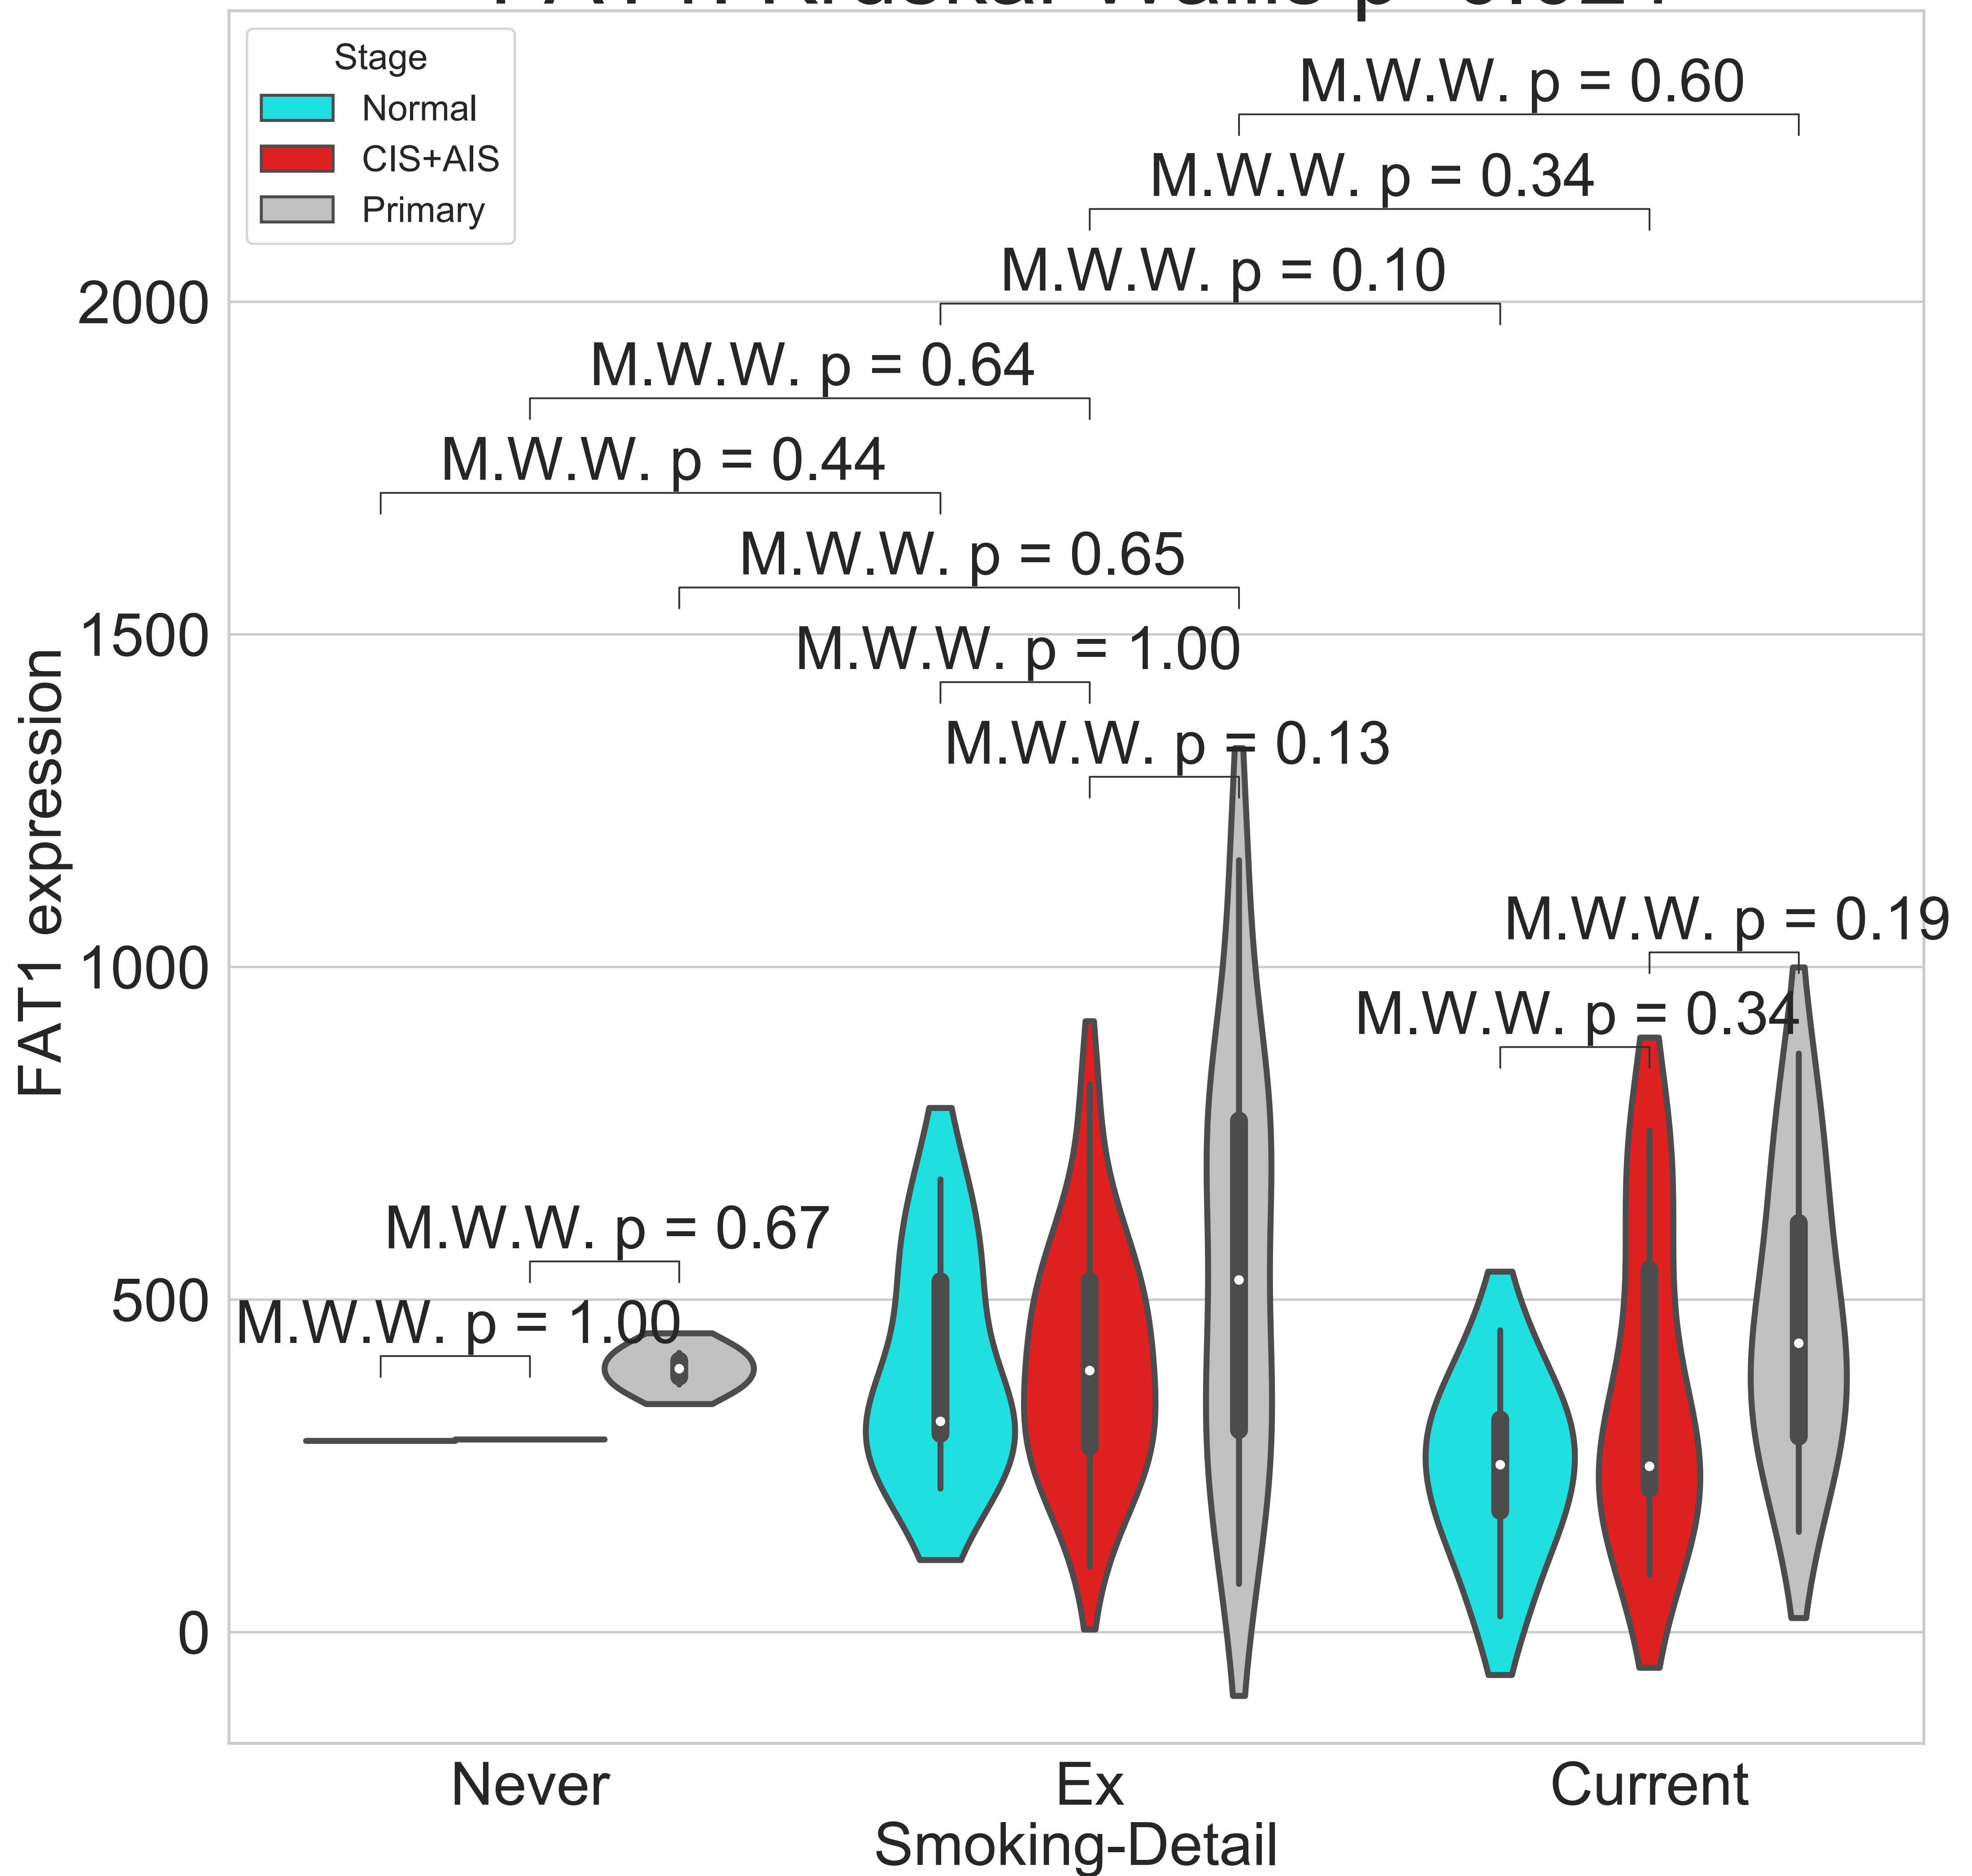 Stage
Normal
CIS+AIS
Primary
M.W.W. p = 0.60
M.W.W. p = 0.34
M.W.W. p = 0.10
M.W.W. p = 0.64
M.W.W. p = 0.44
M.W.W. p = 0.65
M.W.W. p = 1.00
M.W.W. p = 0.13
M.W.W. p = 0.19
M.W.W. p = 0.34
M.W.W. p = 0.67
M.W.W. p = 1.00
2000
1500
1000
500
0
FAT1 expression
Never
Ex
Current
Smoking-Detail